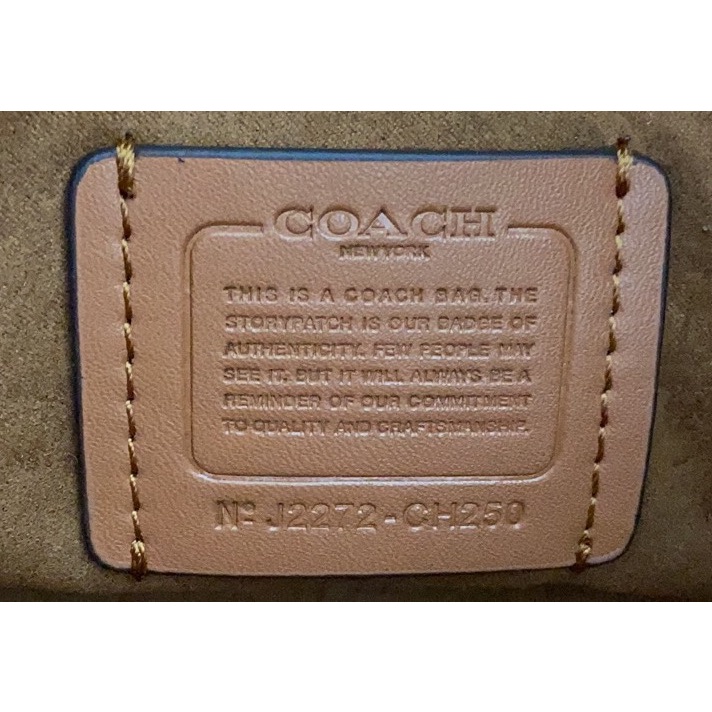 COACH
NEW YORK
THIS IS A COACH BAG. THE
STORYPATCH IS OUR BADGE OF
AUTHENTICITY. FEW PEOPLE MAY
SEE IT. BUT IT WILL ALWAYS BE A
REMINDER OF OUR COMMITMENT
TO QUALITY AND CRAFTSMANSHIP.
Nº J2272-CH250